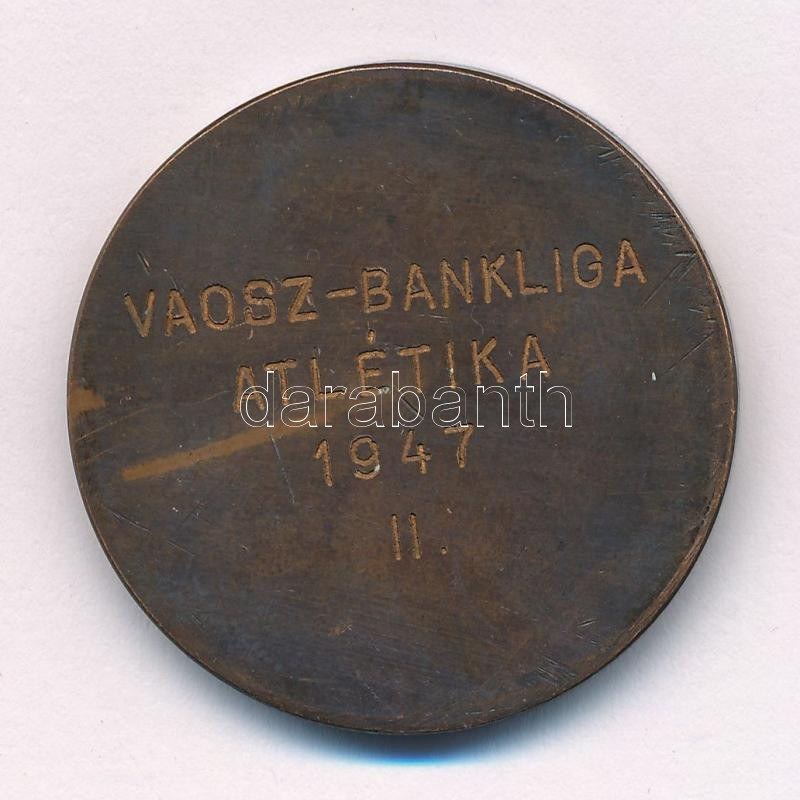 VAOSZ-BANKLIGA
ATLÉTIKA
darabanth
1947
II.